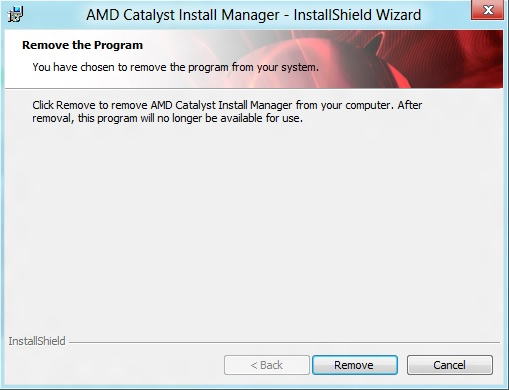 AMD Catalyst Install Manager - InstallShield Wizard
Remove the Program
You have chosen to remove the program from your system.
Click Remove to remove AMD Catalyst Install Manager from your computer. After
removal, this program will no longer be available for use.
InstallShield
< Back
Remove
Cancel